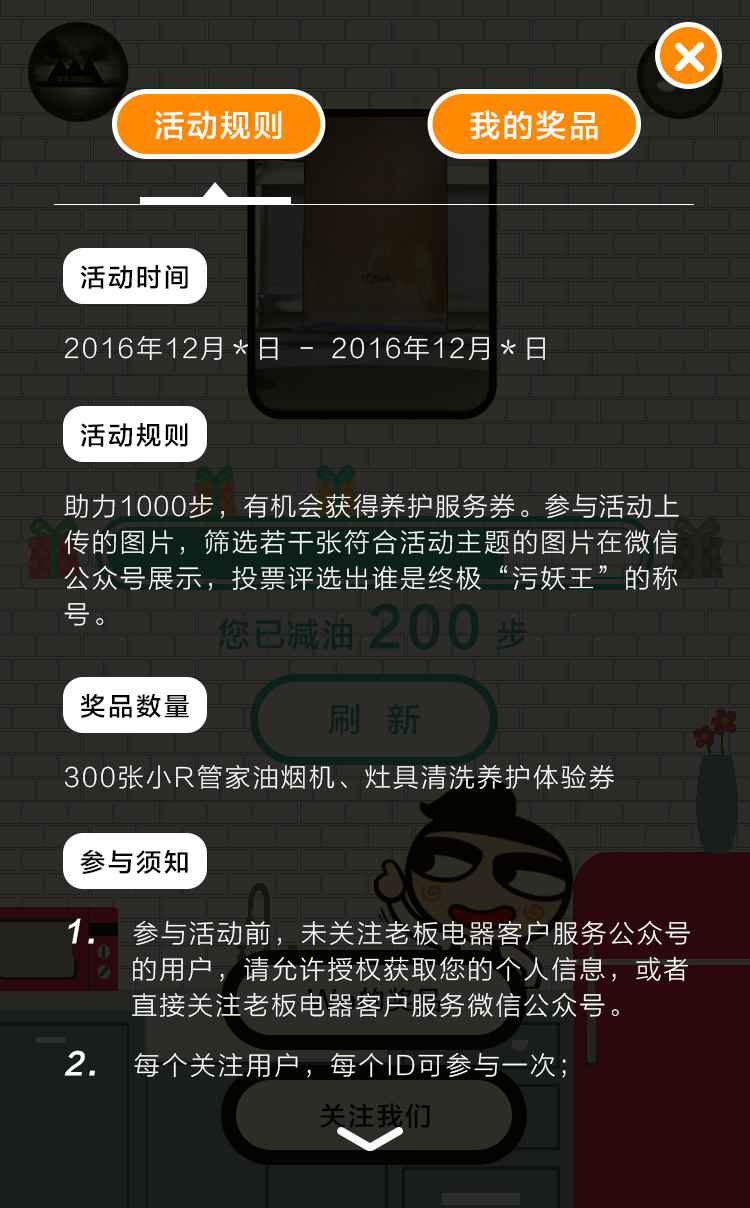 活动规则
我的奖品
活动时间
2016年12月*日 - 2016年12月*日
活动规则
助力1000步，有机会获得养护服务券。参与活动上
传的图片，筛选若干张符合活动主题的图片在微信
公众号展示，投票评选出谁是终极“污妖王”的称
号。
您已减油 200 步
奖品数量
刷 新
300张小R管家油烟机、灶具清洗养护体验券
参与须知
1. 参与活动前，未关注老板电器客户服务公众号
的用户，请允许授权获取您的个人信息，或者
直接关注老板电器客户服务微信公众号。
2. 每个关注用户，每个ID可参与一次；
关注我们